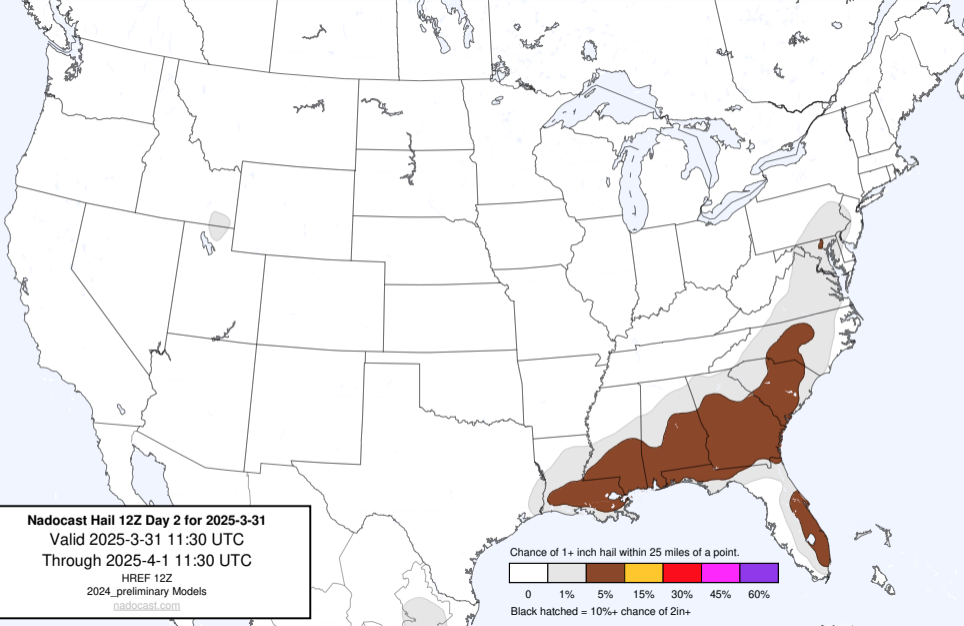 Nadocast Hail 12Z Day 2 for 2025-3-31
Valid 2025-3-31 11:30 UTC
Through 2025-4-1 11:30 UTC
HREF 12Z
2024_preliminary Models
nadocast.com
Chance of 1+ inch hail within 25 miles of a point.
0 1% 5% 15% 30% 45% 60%
Black hatched = 10%+ chance of 2in+